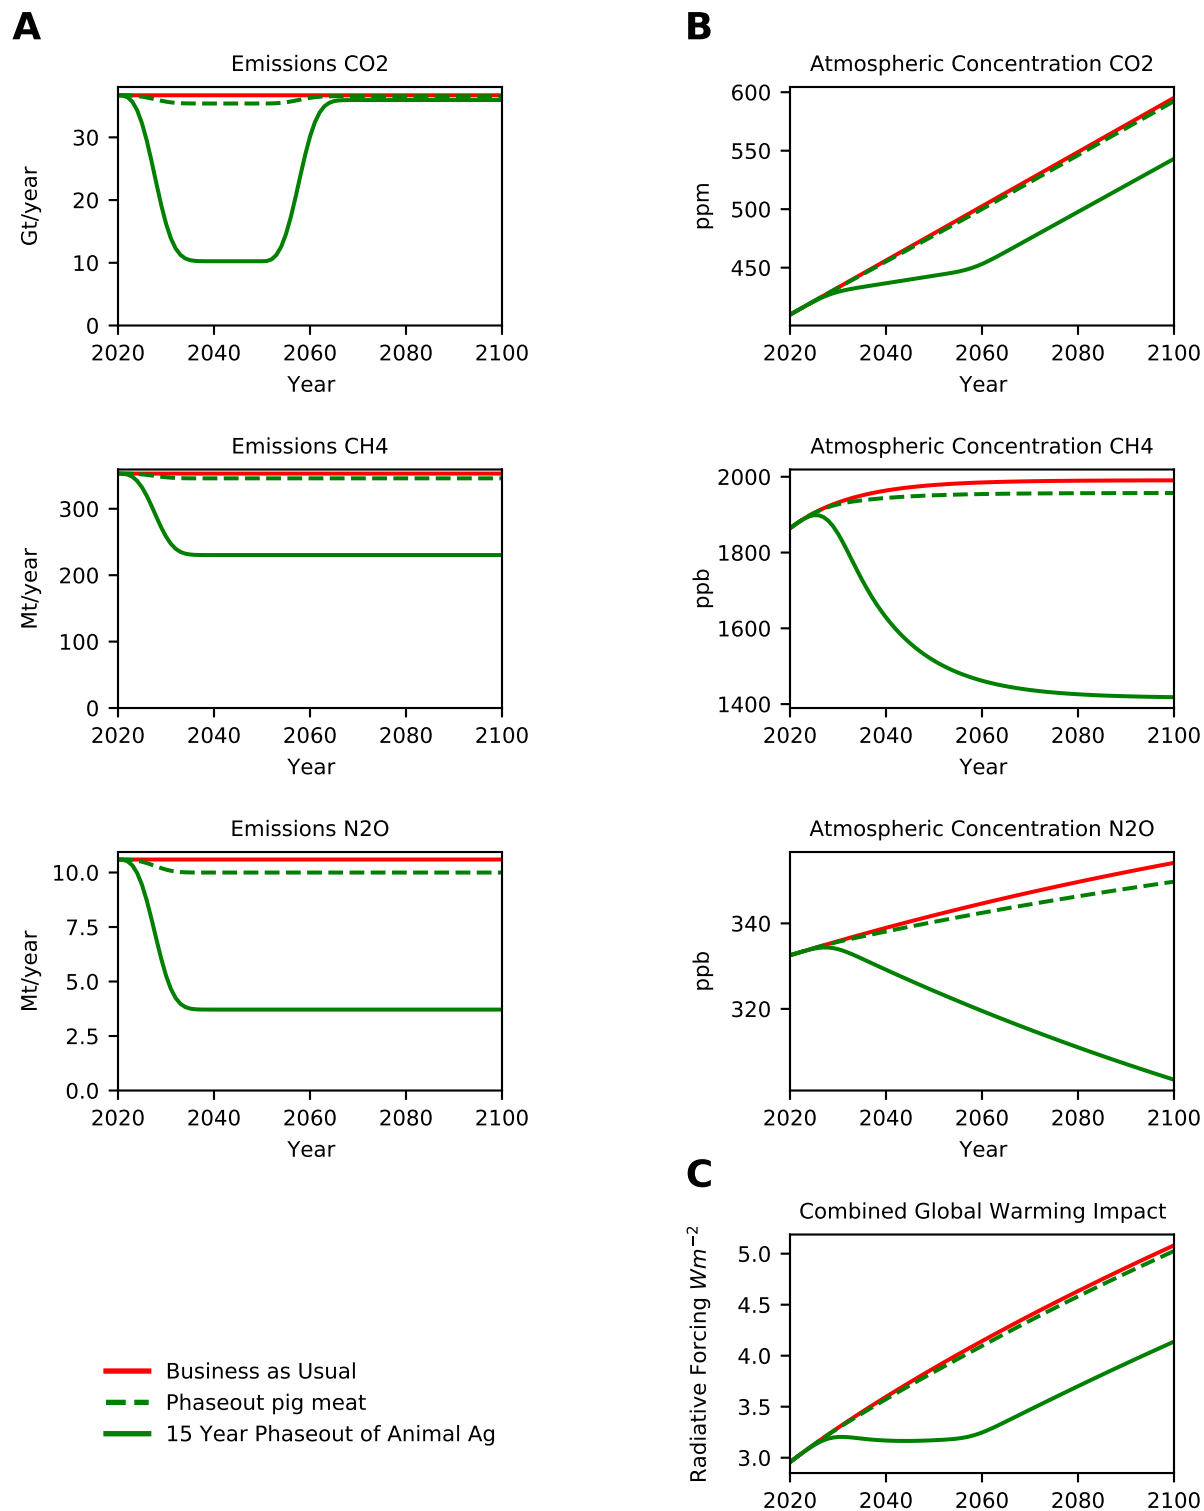 A
B
Emissions CO2
Gt/year
30
20
10
0
2020 2040 2060 2080 2100
Year
Atmospheric Concentration CO2
ppm
600
550
500
450
2020 2040 2060 2080 2100
Year
Emissions CH4
Mt/year
300
200
100
0
2020 2040 2060 2080 2100
Year
Atmospheric Concentration CH4
ppb
2000
1800
1600
1400
2020 2040 2060 2080 2100
Year
Emissions N2O
Mt/year
10.0
7.5
5.0
2.5
0.0
2020 2040 2060 2080 2100
Year
Atmospheric Concentration N2O
ppb
340
320
2020 2040 2060 2080 2100
Year
C
Combined Global Warming Impact
Radiative Forcing Wm⁻²
5.0
4.5
4.0
3.5
3.0
2020 2040 2060 2080 2100
Business as Usual
Phaseout pig meat
15 Year Phaseout of Animal Ag